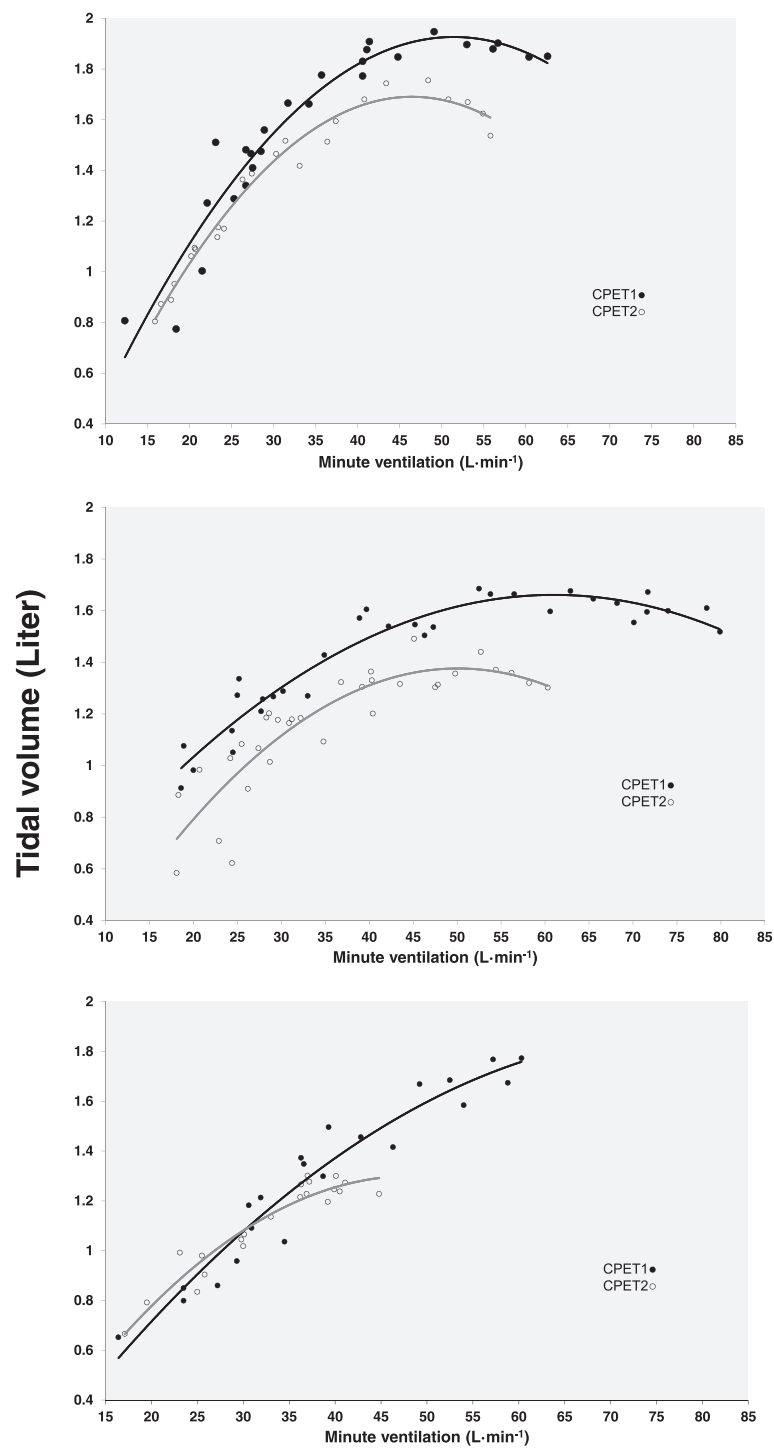 Tidal volume (Liter)
2
1.8
1.6
1.4
1.2
1
0.8
0.6
0.4
CPET1
CPET2
10 15 20 25 30 35 40 45 50 55 60 65 70 75 80 85
Minute ventilation (L·min-1)
2
1.8
1.6
1.4
1.2
1
0.8
0.6
0.4
CPET1
CPET2
10 15 20 25 30 35 40 45 50 55 60 65 70 75 80 85
Minute ventilation (L·min-1)
2
1.8
1.6
1.4
1.2
1
0.8
0.6
0.4
CPET1
CPET2
15 20 25 30 35 40 45 50 55 60 65 70 75 80 85
Minute ventilation (L·min-1)